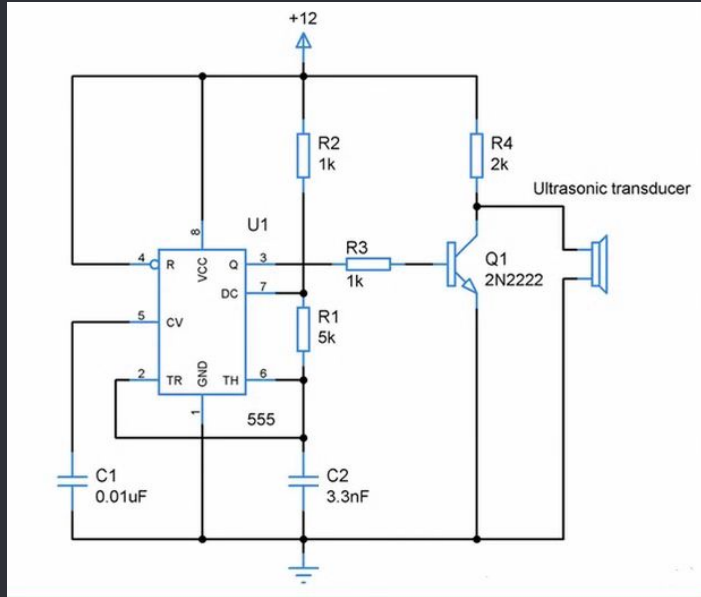 +12
R2
1k
R4
2k
Ultrasonic transducer
U1
8
4
R
VCC
Q
3
R3
1k
Q1
2N2222
DC
7
5
CV
R1
5k
2
TR
GND
TH
6
1
555
C1
0.01uF
C2
3.3nF